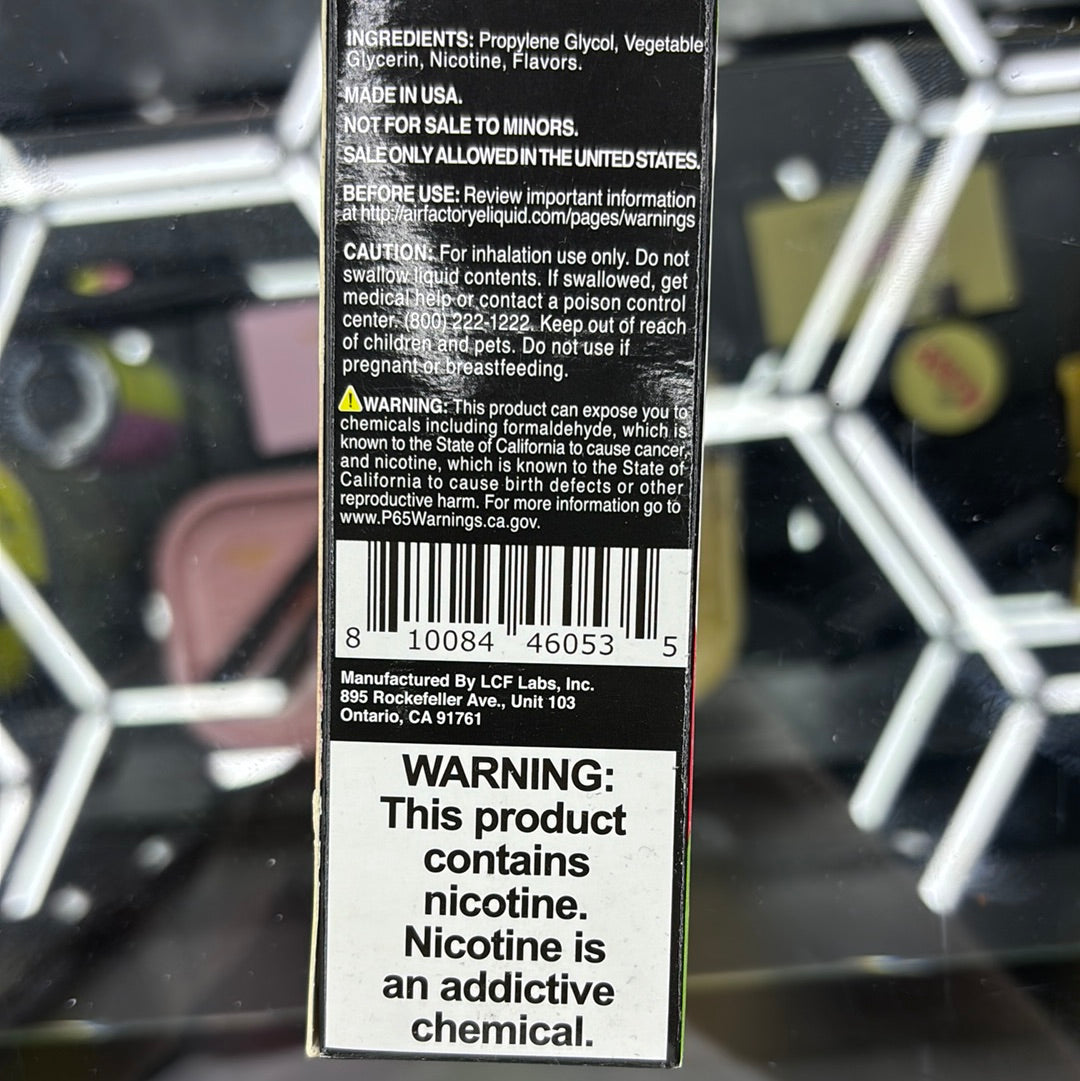 INGREDIENTS: Propylene Glycol, Vegetable
Glycerin, Nicotine, Flavors.
MADE IN USA.
NOT FOR SALE TO MINORS.
SALE ONLY ALLOWED IN THE UNITED STATES.
BEFORE USE: Review important information
at http://airfactoryeliquid.com/pages/warnings
CAUTION: For inhalation use only. Do not
swallow liquid contents. If swallowed, get
medical help or contact a poison control
center. (800) 222-1222. Keep out of reach
of children and pets. Do not use if
pregnant or breastfeeding.
WARNING: This product can expose you to
chemicals including formaldehyde, which is
known to the State of California to cause cancer,
and nicotine, which is known to the State of
California to cause birth defects or other
reproductive harm. For more information go to
www.P65Warnings.ca.gov.
8 10084 46053 5
Manufactured By LCF Labs, Inc.
895 Rockefeller Ave., Unit 103
Ontario, CA 91761
WARNING:
This product
contains
nicotine.
Nicotine is
an addictive
chemical.